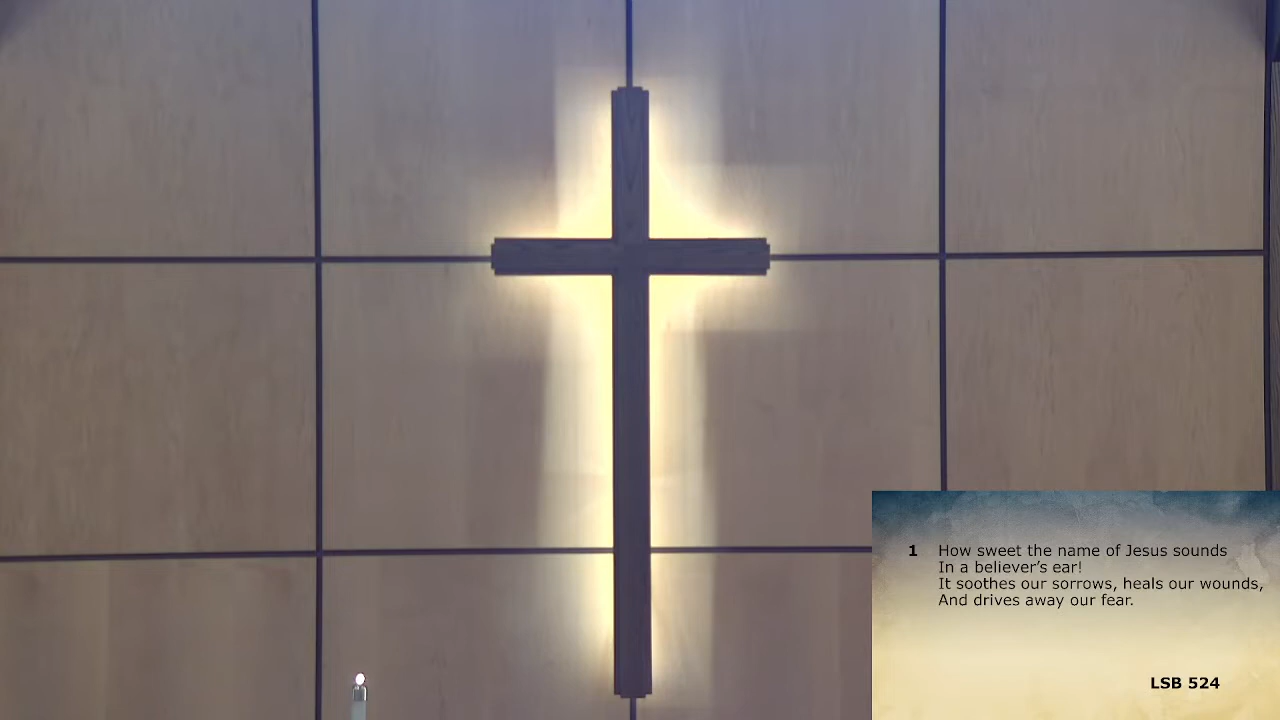 1 How sweet the name of Jesus sounds
In a believer’s ear!
It soothes our sorrows, heals our wounds,
And drives away our fear.
LSB 524